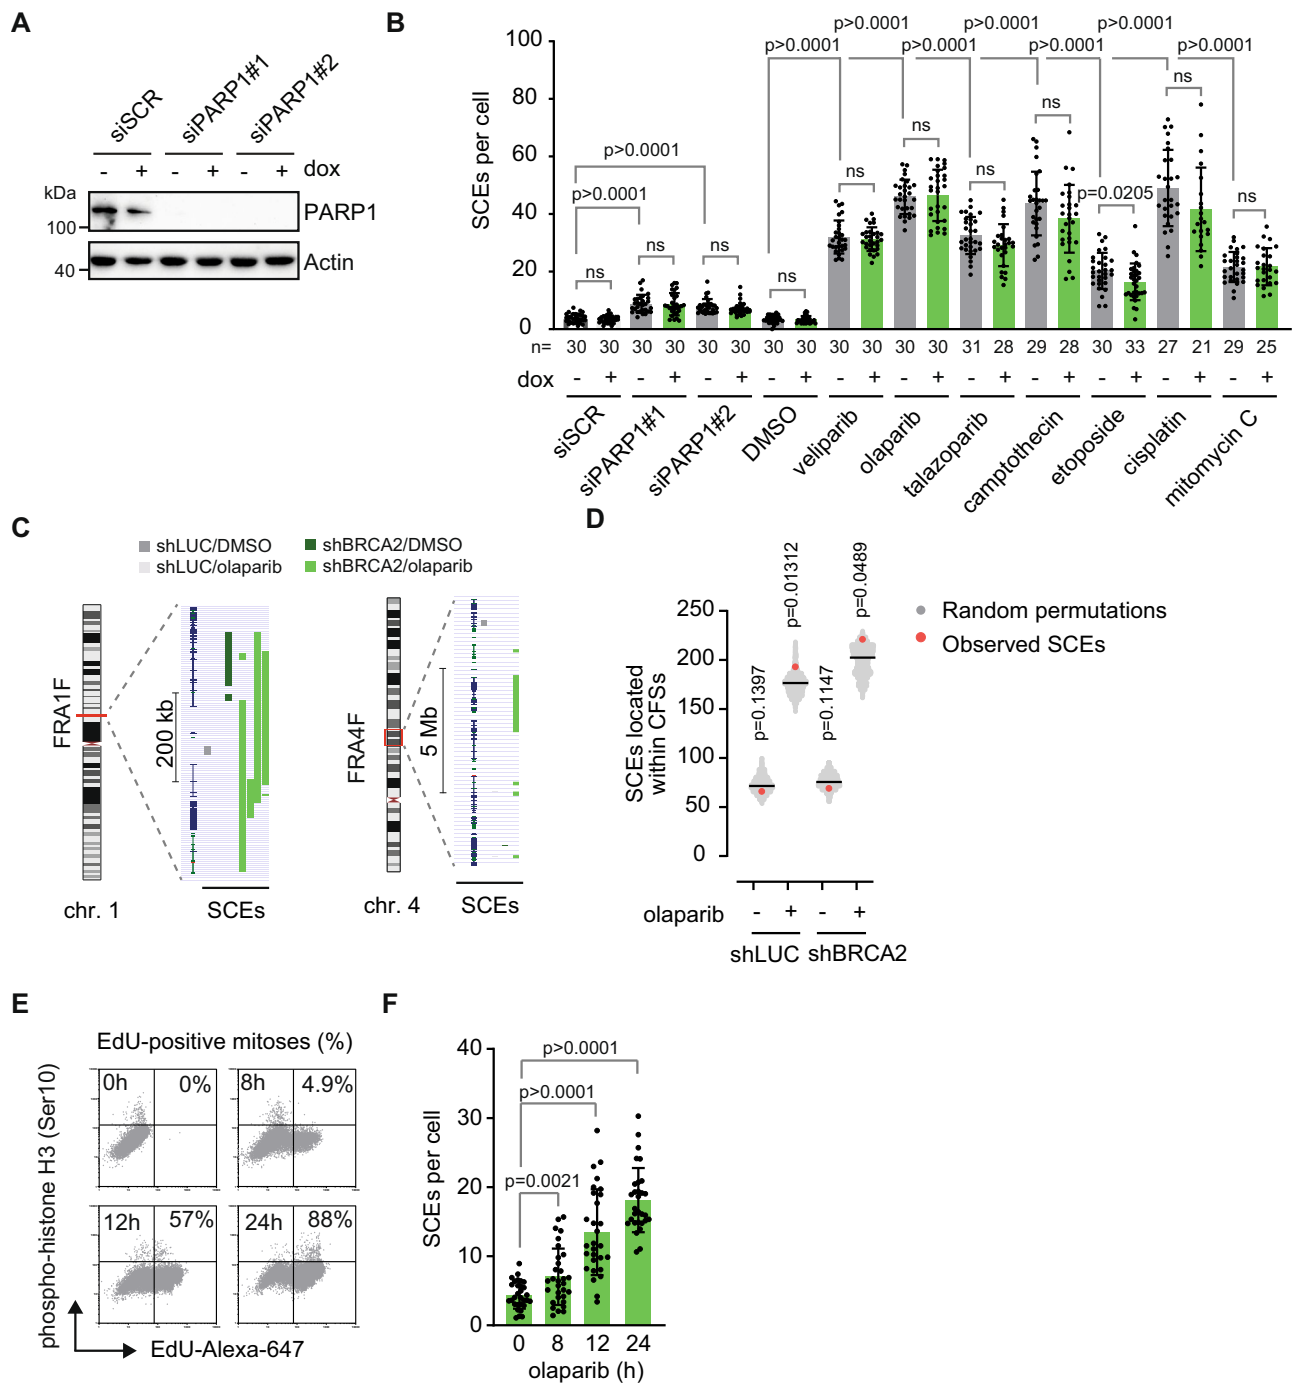 A
siSCR
siPARP1#1
siPARP1#2
- + - + - + dox
kDa
100
PARP1
40
Actin
B
SCEs per cell
100
80
60
40
20
0
p>0.0001 p>0.0001 p>0.0001
p>0.0001 p>0.0001 p>0.0001 p>0.0001
p>0.0001
p>0.0001
ns
ns
ns
ns
ns
ns
ns
ns
p=0.0205
ns
ns
n= 30 30 30 30 30 30 30 30 30 30 30 30 31 28 29 28 30 33 27 21 29 25
dox - + - + - + - + - + - + - + - + - + - + - +
siSCR
siPARP1#1
siPARP1#2
DMSO
veliparib
olaparib
talazoparib
camptothecin
etoposide
cisplatin
mitomycin C
C
shLUC/DMSO
shLUC/olaparib
shBRCA2/DMSO
shBRCA2/olaparib
FRA1F
200 kb
chr. 1
SCEs
FRA4F
5 Mb
chr. 4
SCEs
D
SCEs located
within CFSs
250
200
150
100
50
0
p=0.1397
p=0.01312
p=0.1147
p=0.0489
Random permutations
Observed SCEs
olaparib - + - +
shLUC shBRCA2
E
EdU-positive mitoses (%)
phospho-histone H3 (Ser10)
0h 0%
8h 4.9%
12h 57%
24h 88%
EdU-Alexa-647
F
SCEs per cell
40
30
20
10
0
p>0.0001
p>0.0001
p=0.0021
0 8 12 24
olaparib (h)